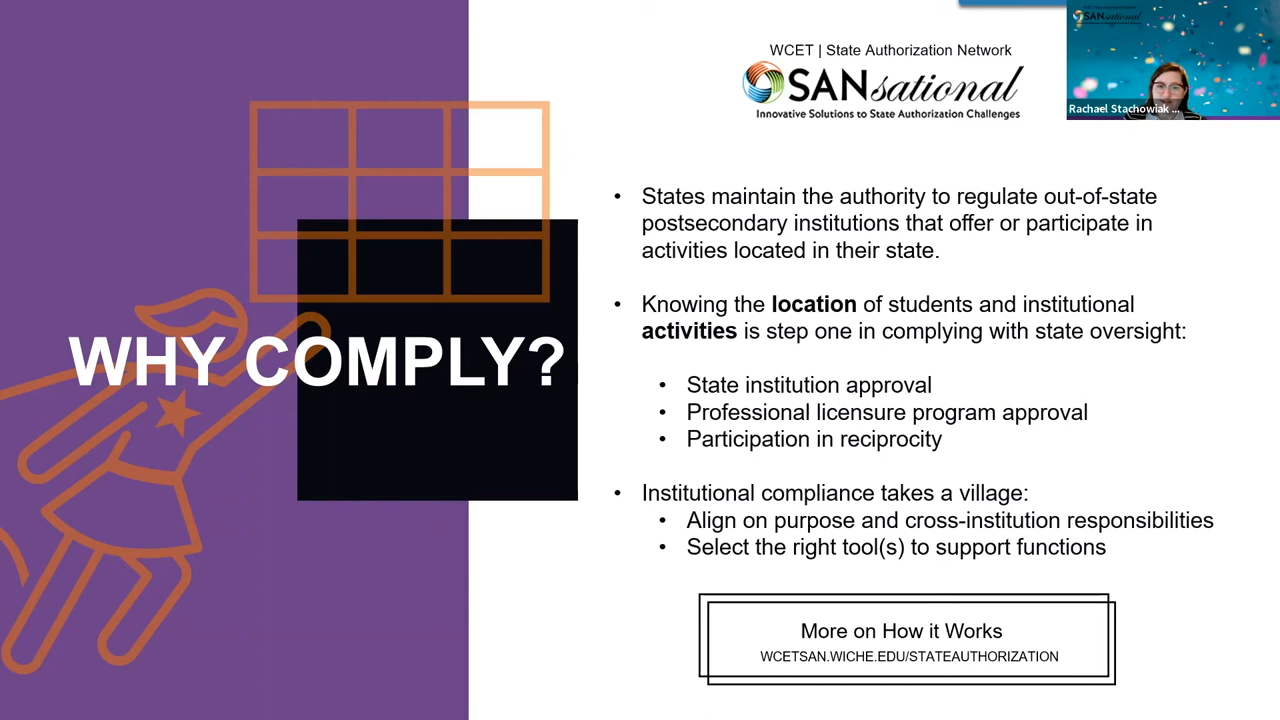 WCET | State Authorization Network
SANsational
Innovative Solutions to State Authorization Challenges
SANsational
Rachael Stachowiak ...
WHY COMPLY?
• States maintain the authority to regulate out-of-state
postsecondary institutions that offer or participate in
activities located in their state.
• Knowing the location of students and institutional
activities is step one in complying with state oversight:
• State institution approval
• Professional licensure program approval
• Participation in reciprocity
• Institutional compliance takes a village:
• Align on purpose and cross-institution responsibilities
• Select the right tool(s) to support functions
More on How it Works
WCETSAN.WICHE.EDU/STATEAUTHORIZATION